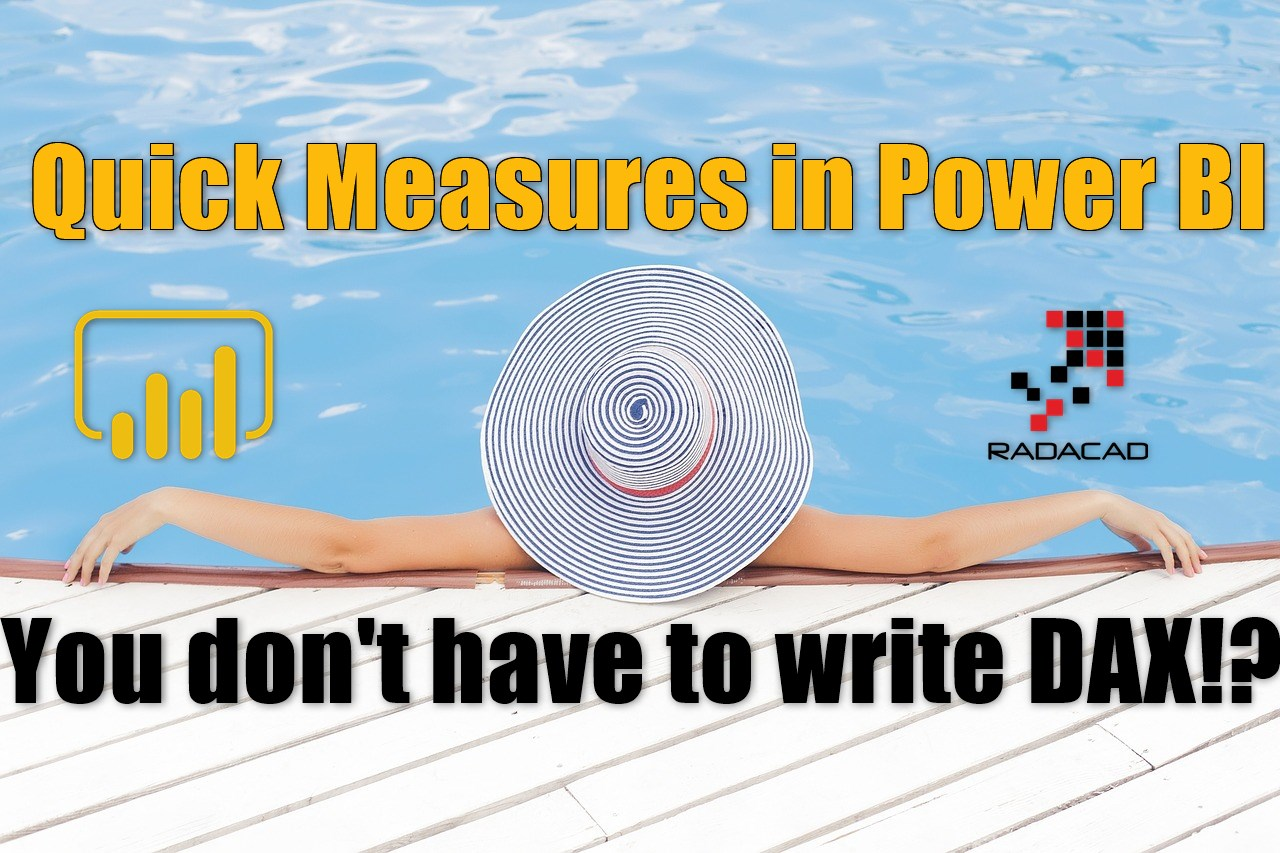 Quick Measures in Power BI
RADACAD
You don't have to write DAX!?